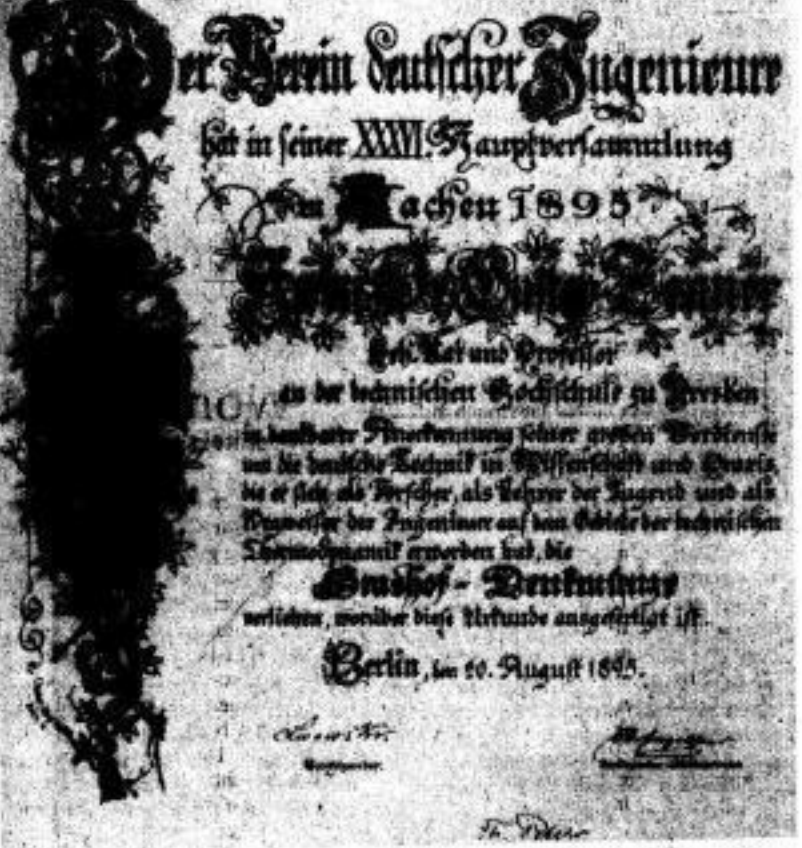 Der Verein deutscher Ingenieure
hat in seiner XXXVI. Hauptversammlung
in Aachen 1895
Geh. Rat und Professor
an der technischen Hochschule zu Dresden
in dankbarer Anerkennung seiner großen Verdienste
um die deutsche Technik in Wissenschaft und Praxis,
die er sich als Forscher, als Lehrer der Jugend und als
Wegweiser der Ingenieure auf dem Gebiete der technischen
Thermodynamik erworben hat, die
Grashof-Denkmünze
verliehen, worüber diese Urkunde ausgefertigt ist.
Berlin, den 20. August 1895.
Th. Peters